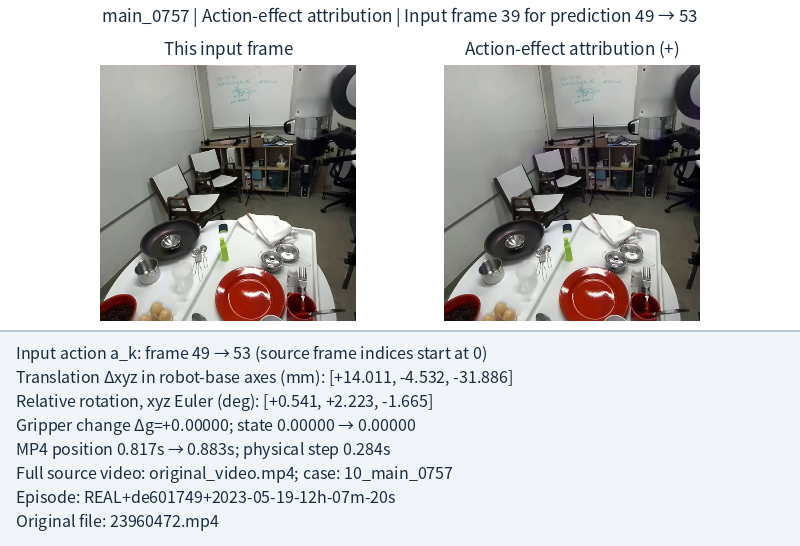 main_0757 | Action-effect attribution | Input frame 39 for prediction 49 → 53
This input frame
Action-effect attribution (+)
Input action a_k: frame 49 → 53 (source frame indices start at 0)
Translation Δxyz in robot-base axes (mm): [+14.011, -4.532, -31.886]
Relative rotation, xyz Euler (deg): [+0.541, +2.223, -1.665]
Gripper change Δg=+0.00000; state 0.00000 → 0.00000
MP4 position 0.817s → 0.883s; physical step 0.284s
Full source video: original_video.mp4; case: 10_main_0757
Episode: REAL+de601749+2023-05-19-12h-07m-20s
Original file: 23960472.mp4